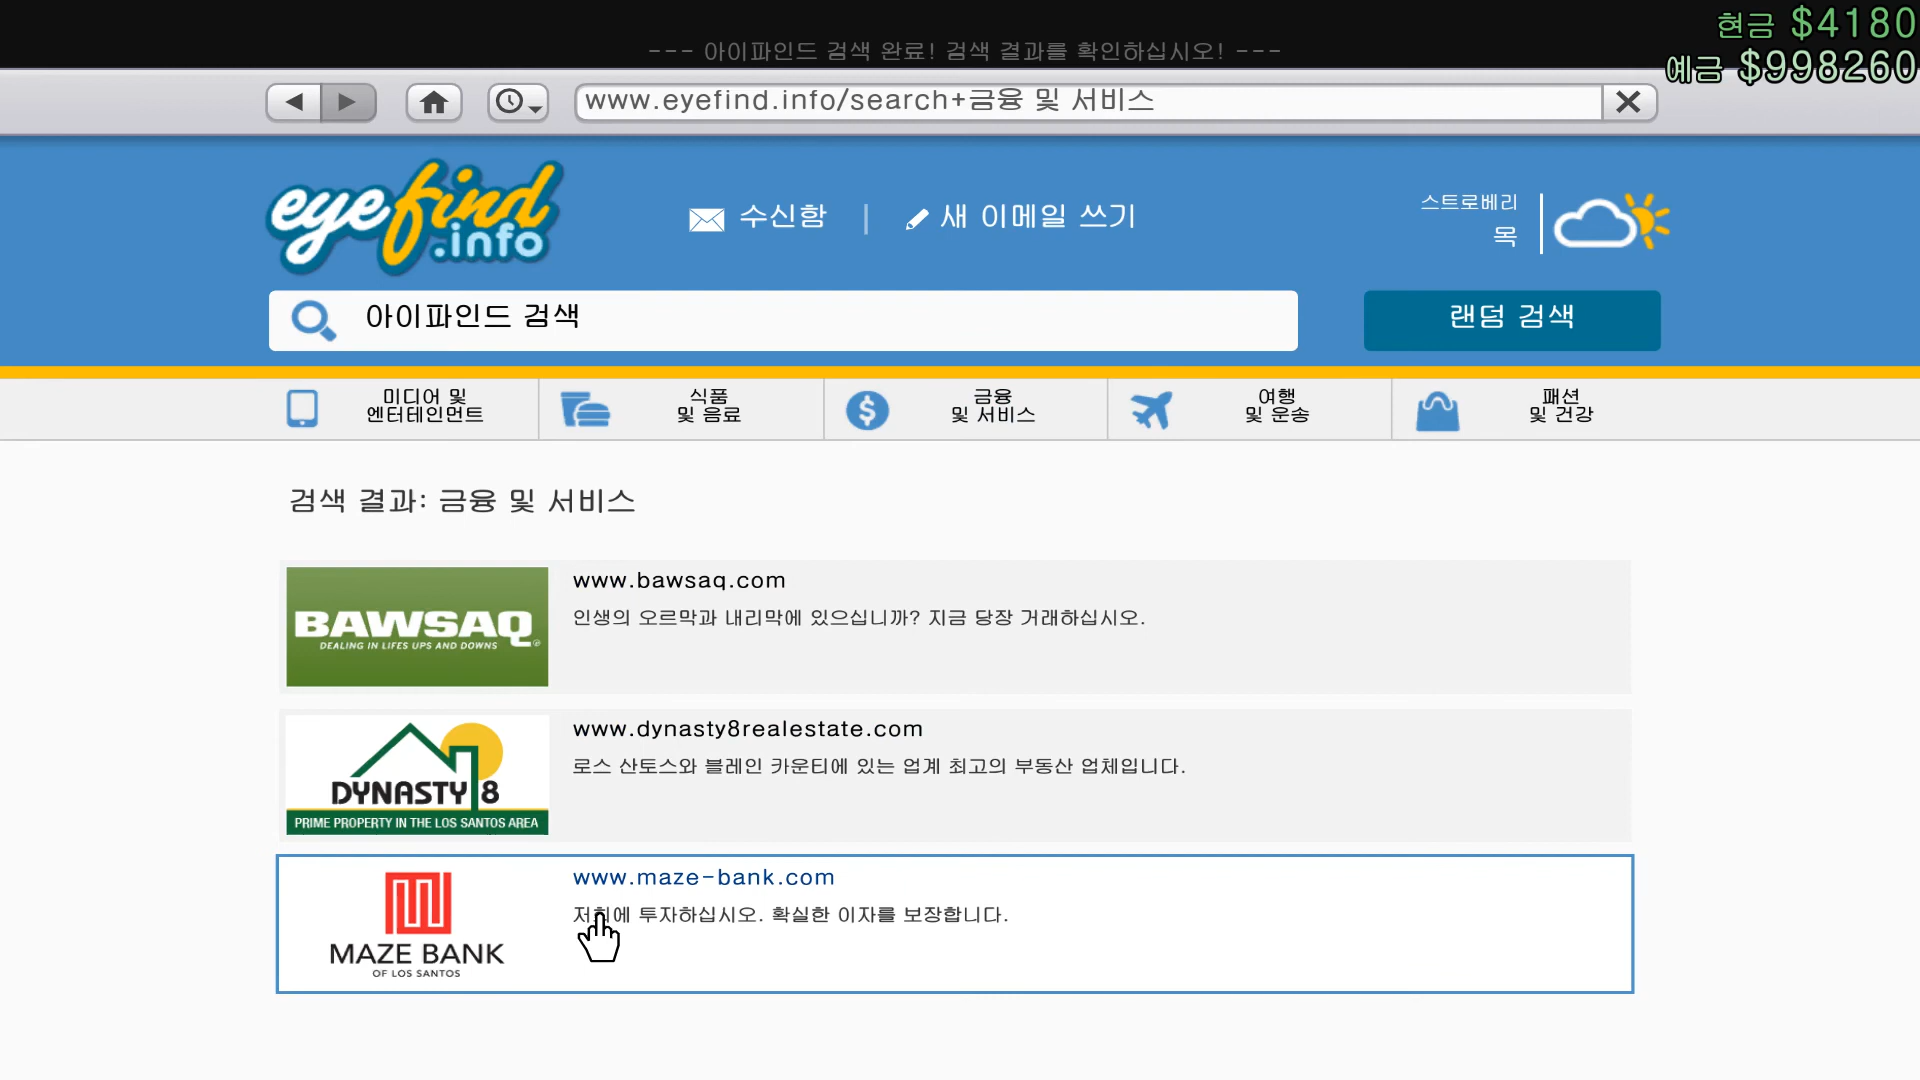 현금 $4180
--- 아이파인드 검색 완료! 검색 결과를 확인하십시오! ---
예금 $998260
www.eyefind.info/search+금융 및 서비스
eyefind.info
수신함 | 새 이메일 쓰기
스트로베리
목
아이파인드 검색
랜덤 검색
미디어 및
엔터테인먼트
식품
및 음료
금융
및 서비스
여행
및 운송
패션
및 건강
검색 결과: 금융 및 서비스
BAWSAQ
DEALING IN LIFES UPS AND DOWNS
www.bawsaq.com
인생의 오르막과 내리막에 있으십니까? 지금 당장 거래하십시오.
DYNASTY 8
PRIME PROPERTY IN THE LOS SANTOS AREA
www.dynasty8realestate.com
로스 산토스와 블레인 카운티에 있는 업계 최고의 부동산 업체입니다.
MAZE BANK
OF LOS SANTOS
www.maze-bank.com
저희에 투자하십시오. 확실한 이자를 보장합니다.